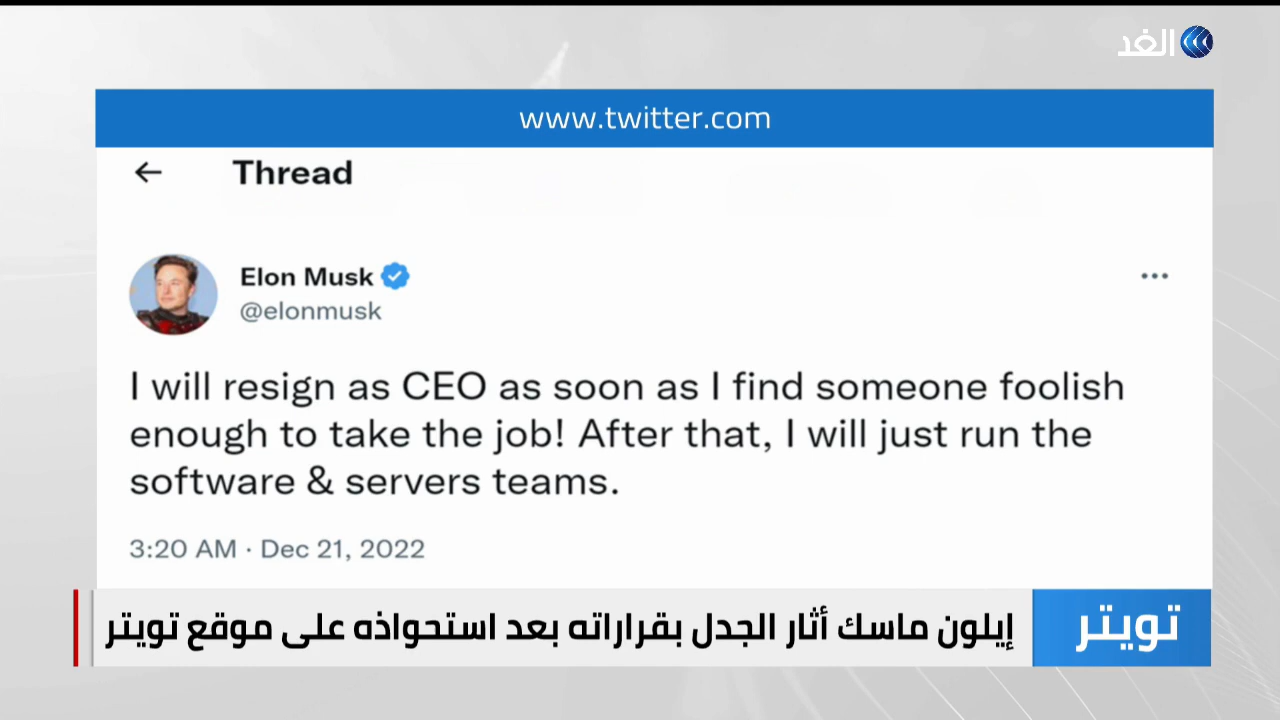 الغد
www.twitter.com
Thread
Elon Musk
@elonmusk
I will resign as CEO as soon as I find someone foolish
enough to take the job! After that, I will just run the
software & servers teams.
3:20 AM · Dec 21, 2022
تويتر
إيلون ماسك أثار الجدل بقراراته بعد استحواذه على موقع تويتر